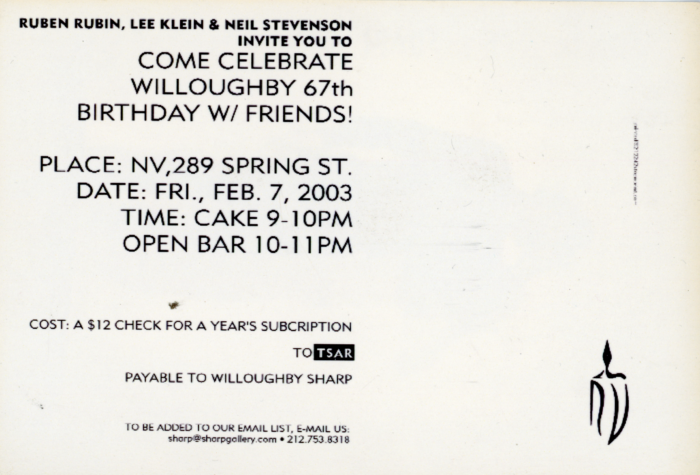 RUBEN RUBIN, LEE KLEIN & NEIL STEVENSON
INVITE YOU TO
COME CELEBRATE
WILLOUGHBY 67th
BIRTHDAY W/ FRIENDS!
PLACE: NV,289 SPRING ST.
DATE: FRI., FEB. 7, 2003
TIME: CAKE 9-10PM
OPEN BAR 10-11PM
COST: A $12 CHECK FOR A YEAR'S SUBCRIPTION
TO TSAR
PAYABLE TO WILLOUGHBY SHARP
TO BE ADDED TO OUR EMAIL LIST, E-MAIL US:
sharp@sharpgallery.com • 212.753.8318